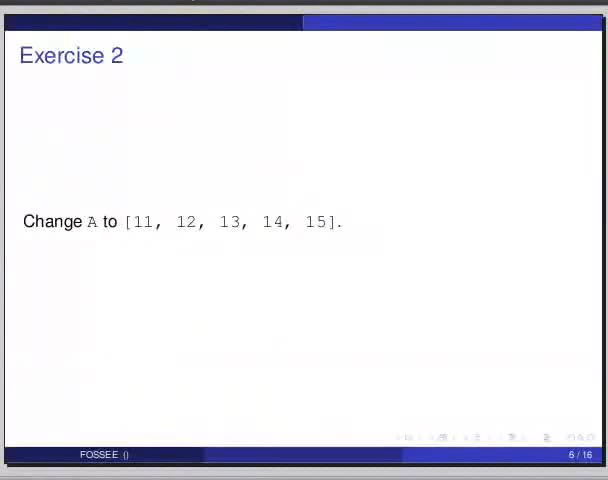 Exercise 2
Change A to [11, 12, 13, 14, 15].
FOSSEE ()
6 / 16